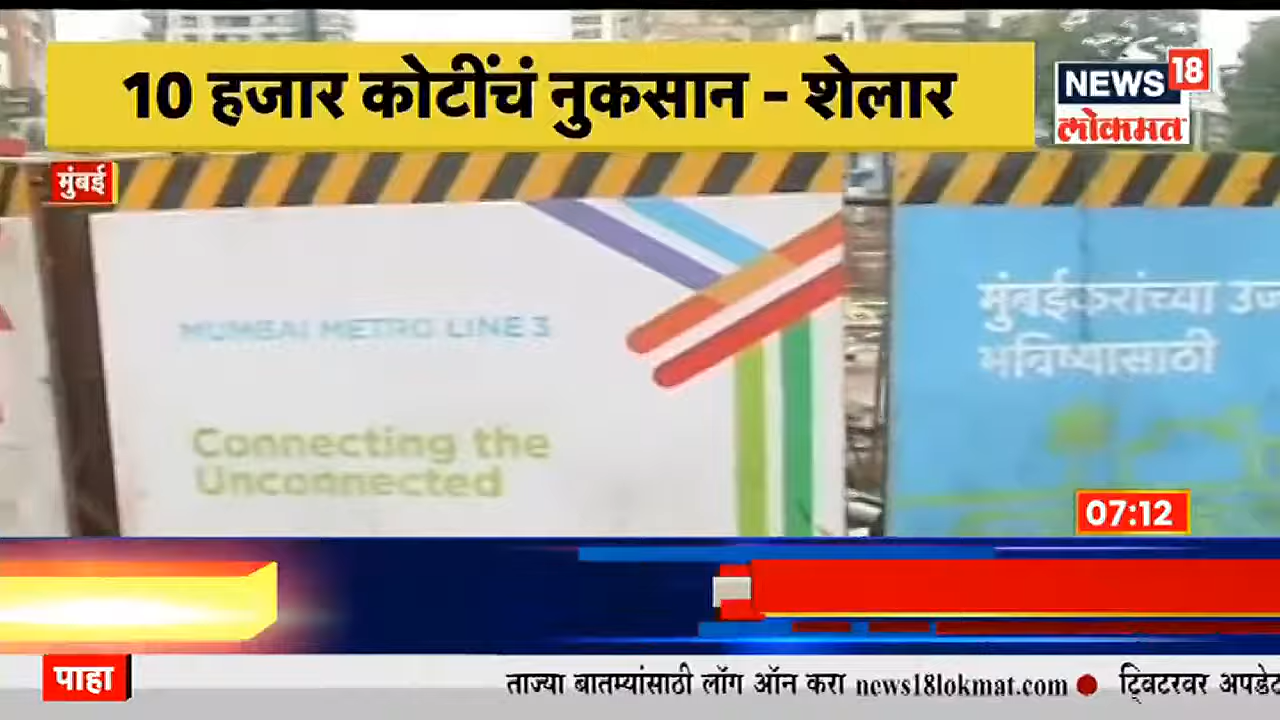 10 हजार कोटींचं नुकसान - शेलार
NEWS 18
लोकमत
मुंबई
MUMBAI METRO LINE 3
Connecting the
Unconnected
मुंबईकरांच्या
भविष्यासाठी
07:12
पाहा
ताज्या बातम्यांसाठी लॉग ऑन करा news18lokmat.com ● ट्विटरवर अपडेट